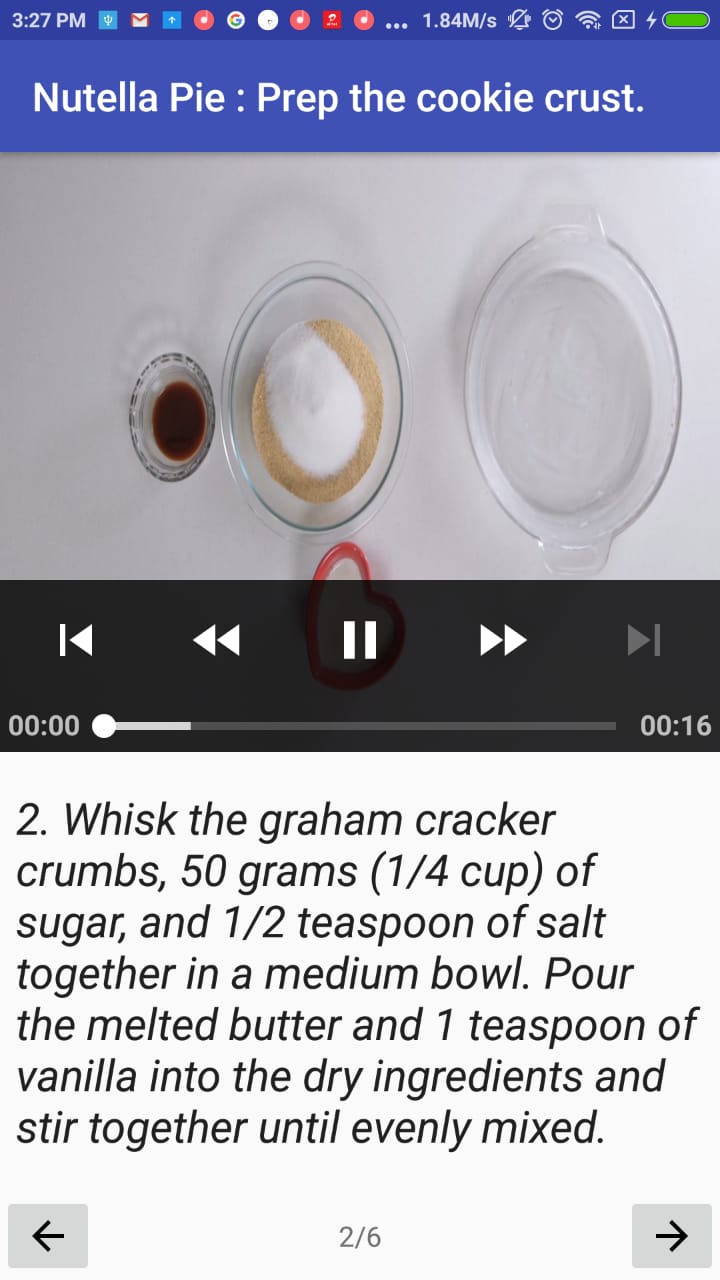 3:27 PM
1.84M/s
Nutella Pie : Prep the cookie crust.
00:00
00:16
2. Whisk the graham cracker
crumbs, 50 grams (1/4 cup) of
sugar, and 1/2 teaspoon of salt
together in a medium bowl. Pour
the melted butter and 1 teaspoon of
vanilla into the dry ingredients and
stir together until evenly mixed.
2/6